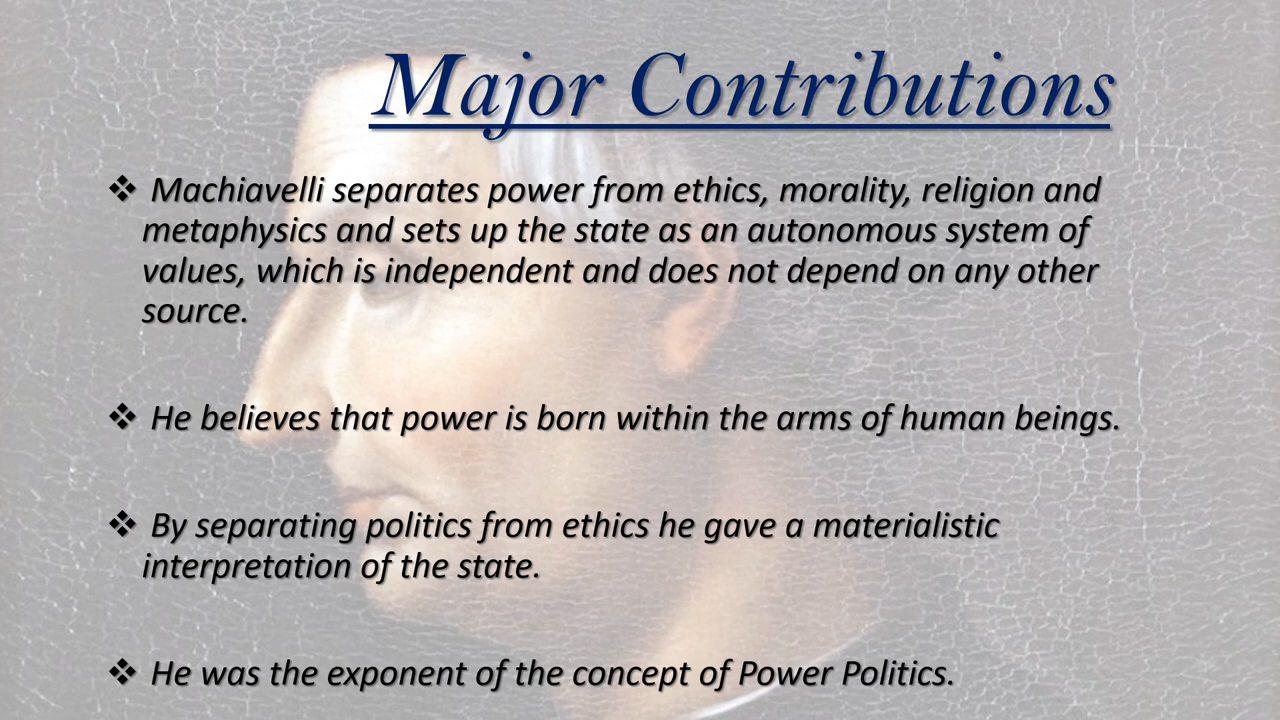 Major Contributions
❖ Machiavelli separates power from ethics, morality, religion and
metaphysics and sets up the state as an autonomous system of
values, which is independent and does not depend on any other
source.
❖ He believes that power is born within the arms of human beings.
❖ By separating politics from ethics he gave a materialistic
interpretation of the state.
❖ He was the exponent of the concept of Power Politics.